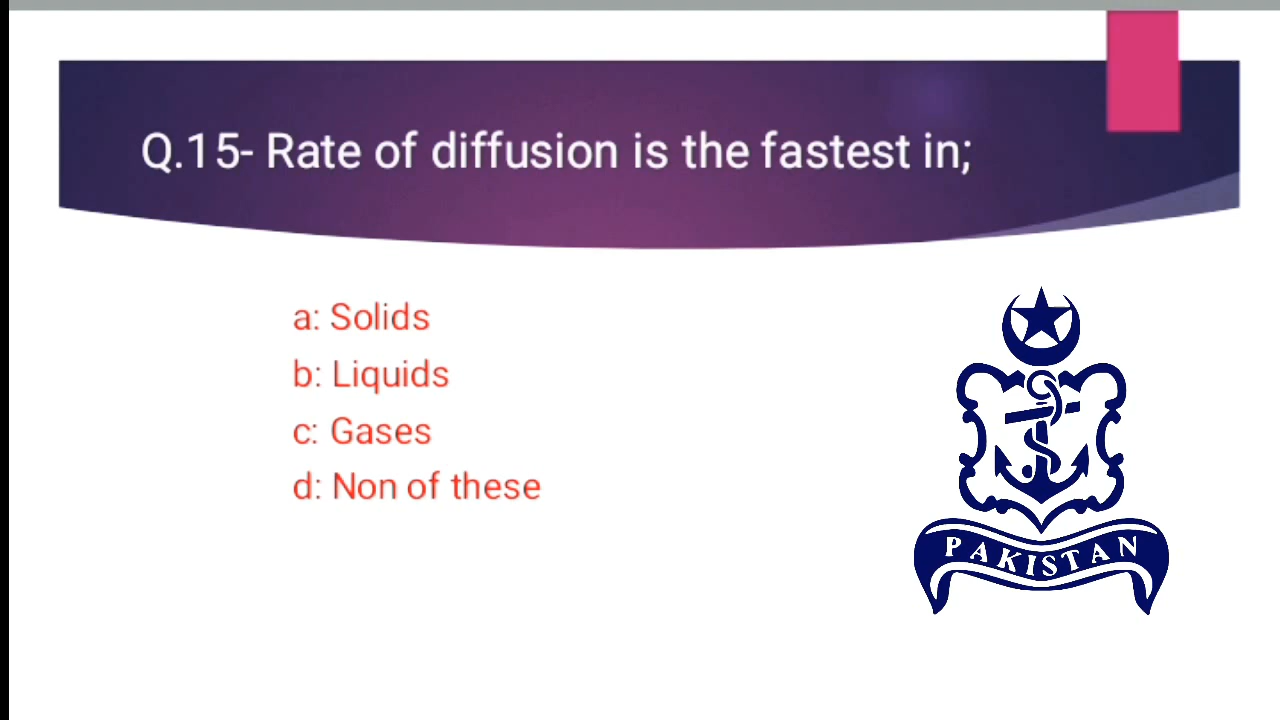 Q.15- Rate of diffusion is the fastest in;
a: Solids
b: Liquids
c: Gases
d: Non of these
PAKISTAN